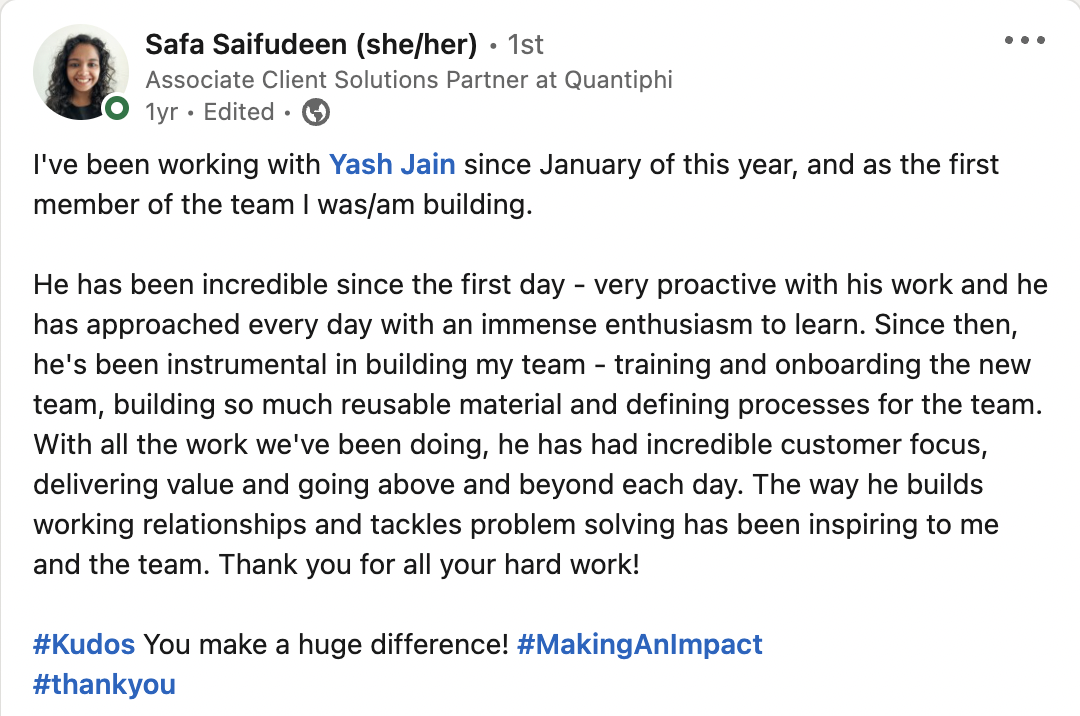 Safa Saifudeen (she/her) • 1st
Associate Client Solutions Partner at Quantiphi
1yr • Edited •
I've been working with Yash Jain since January of this year, and as the first
member of the team I was/am building.
He has been incredible since the first day - very proactive with his work and he
has approached every day with an immense enthusiasm to learn. Since then,
he's been instrumental in building my team - training and onboarding the new
team, building so much reusable material and defining processes for the team.
With all the work we've been doing, he has had incredible customer focus,
delivering value and going above and beyond each day. The way he builds
working relationships and tackles problem solving has been inspiring to me
and the team. Thank you for all your hard work!
#Kudos You make a huge difference! #MakingAnImpact
#thankyou